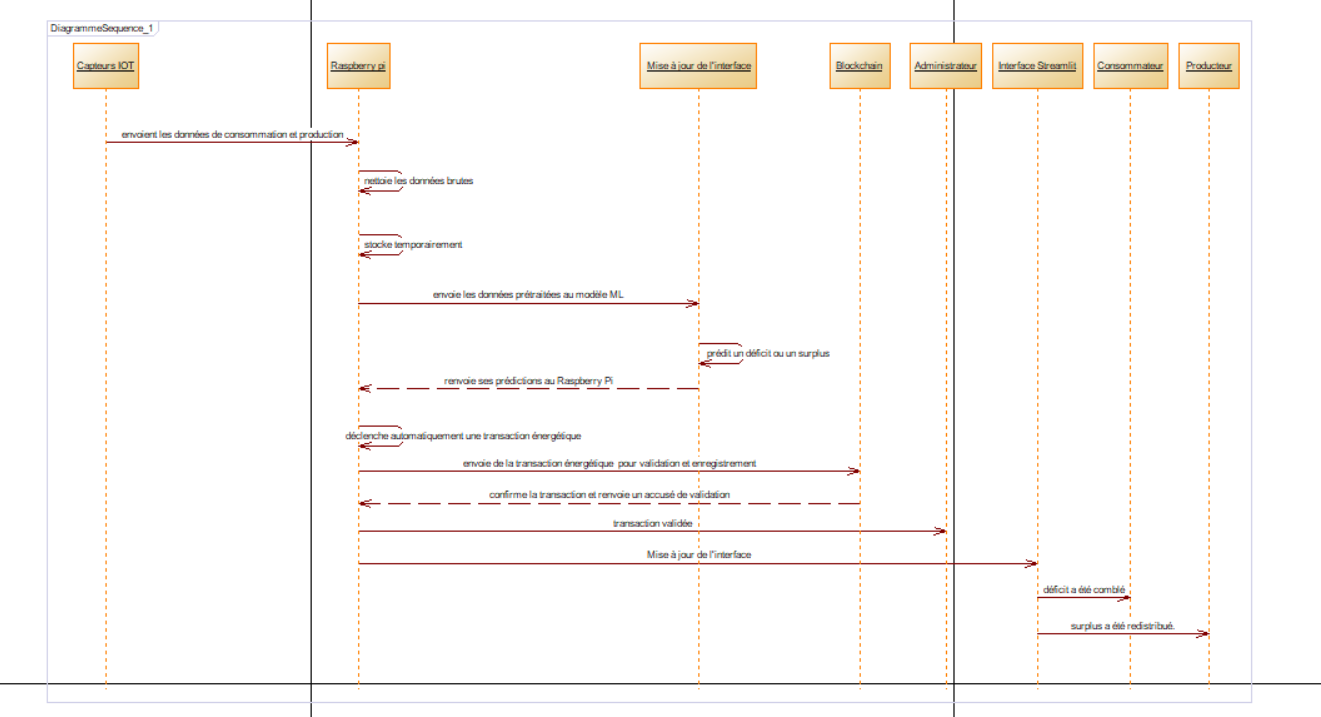 DiagrammeSequence_1
Capteurs IOT
Raspberry pi
Mise à jour de l'interface
Blockchain
Administrateur
Interface Streamlit
Consommateur
Producteur
envoient les données de consommation et production
nettoie les données brutes
stocke temporairement
envoie les données prétraitées au modèle ML
prédit un déficit ou un surplus
renvoie ses prédictions au Raspberry Pi
déclenche automatiquement une transaction énergétique
envoie de la transaction énergétique pour validation et enregistrement
confirme la transaction et renvoie un accusé de validation
transaction validée
Mise à jour de l'interface
déficit a été comblé
surplus a été redistribué.